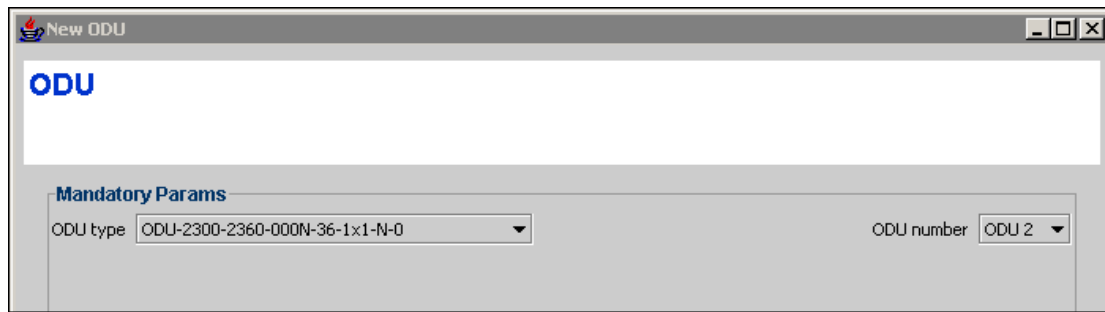 New ODU
ODU
Mandatory Params
ODU type ODU-2300-2360-000N-36-1x1-N-0 ODU number ODU 2